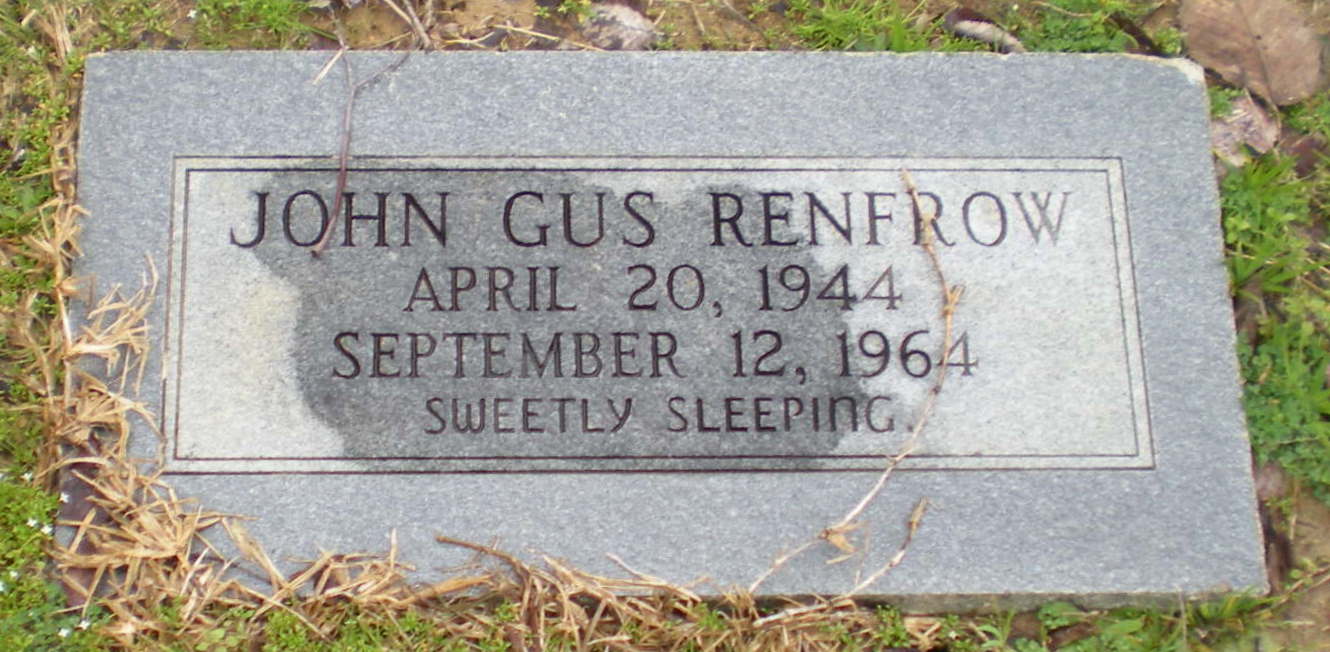 JOHN GUS RENFROW
APRIL 20, 1944
SEPTEMBER 12, 1964
SWEETLY SLEEPING.